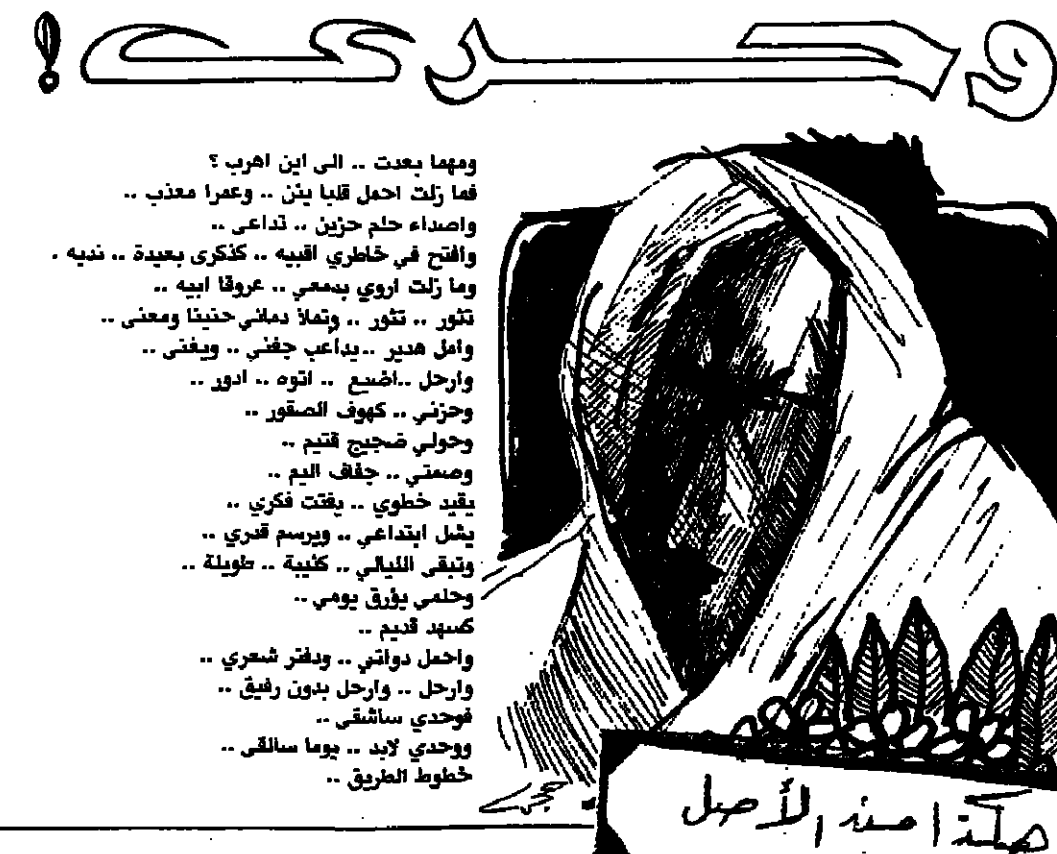 وحدي !
ومهما بعدت .. الى اين اهرب ؟
فما زلت احمل قلبا يئن .. وعمرا معذب ..
واصداء حلم حزين .. تداعى ..
وافتح في خاطري اقبيه .. كذكرى بعيدة .. نديه .
وما زلت اروي بدمعي .. عروقا ابيه ..
تثور .. تثور .. وتملأ دمائي حنينا ومعنى ..
وامل هدير .. يداعب جفني .. ويغنى ..
وارحل .. اضيع .. اتوه .. ادور ..
وحزني .. كهوف الصقور ..
وحولي ضجيج قتيم ..
وصمتي .. جفاف اليم ..
يقيد خطوي .. يفتت فكري ..
يشل ابتداعي .. ويرسم قدري ..
وتبقى الليالي .. كئيبة .. طويلة ..
وحلمي يؤرق يومي ..
كسهد قديم ..
واحمل دواتي .. ودفتر شعري ..
وارحل .. وارحل بدون رفيق ..
فوحدي ساشقى ..
ووحدي لابد .. يوما سالقى ..
خطوط الطريق ..
الأصل